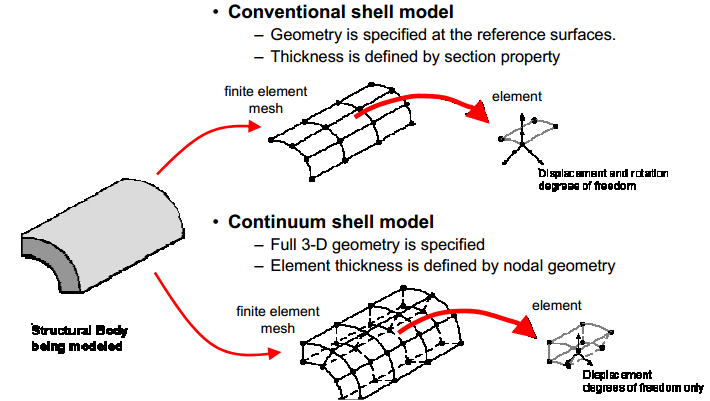 • Conventional shell model
– Geometry is specified at the reference surfaces.
– Thickness is defined by section property
finite element
mesh
element
Displacement and rotation
degrees of freedom
• Continuum shell model
– Full 3-D geometry is specified
– Element thickness is defined by nodal geometry
finite element
mesh
element
Structural Body
being modeled
Displacement
degrees of freedom only